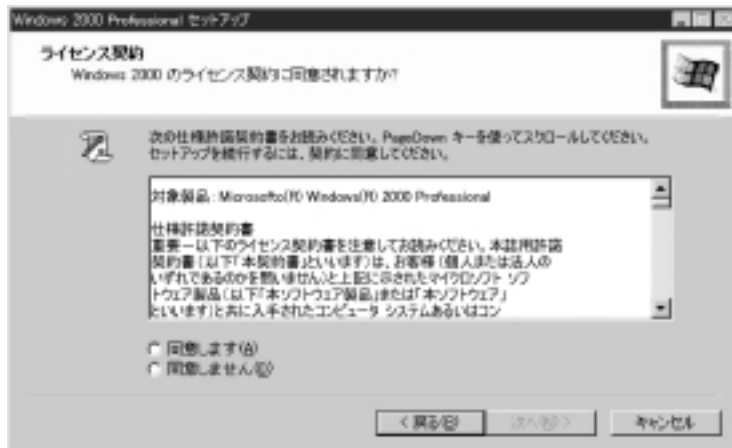 Windows 2000 Professional セットアップ
ライセンス契約
Windows 2000 のライセンス契約に同意されますか?
次の仕様許諾契約書をお読みください。PageDown キーを使ってスクロールしてください。
セットアップを続行するには、契約に同意してください。
対象製品: Microsofto(R) Windows(R) 2000 Professional
仕様許諾契約書
重要－以下のライセンス契約書を注意してお読みください。本使用許諾
契約書(以下｢本契約書｣といいます)は、お客様(個人または法人の
いずれであるのかを問いません)と上記に示されたマイクロソフト ソフ
トウェア製品(以下｢本ソフトウェア製品｣または｢本ソフトウェア｣
といいます)と共に入手されたコンピュータ システムあるいはコン
同意します(A)
同意しません(D)
< 戻る(B)
次へ(N) >
キャンセル